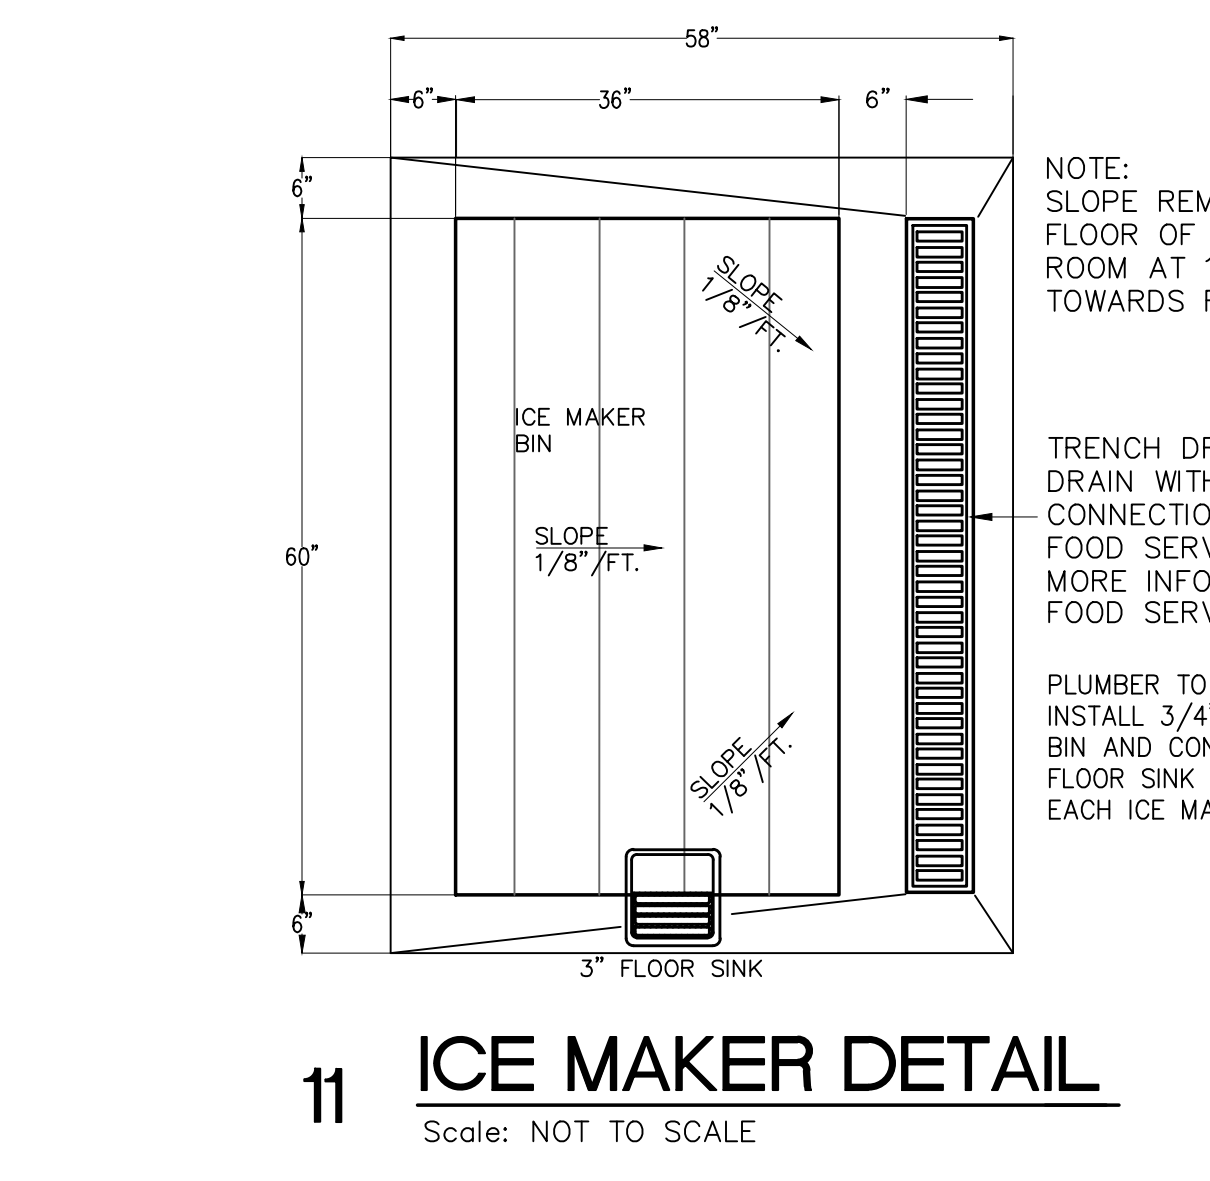 58”
6” 36” 6”
6”
NOTE:
SLOPE REM
FLOOR OF
ROOM AT 1
TOWARDS
SLOPE
1/8”/FT.
ICE MAKER
BIN
TRENCH
DRAIN WITH
CONNECTIO
FOOD SERV
MORE INFO
FOOD SERV
SLOPE
1/8”/FT.
60”
PLUMBER TO
INSTALL 3/4”
BIN AND CON
FLOOR SINK
EACH ICE MA
SLOPE
1/8”/FT.
6”
3” FLOOR SINK
11 ICE MAKER DETAIL
Scale: NOT TO SCALE